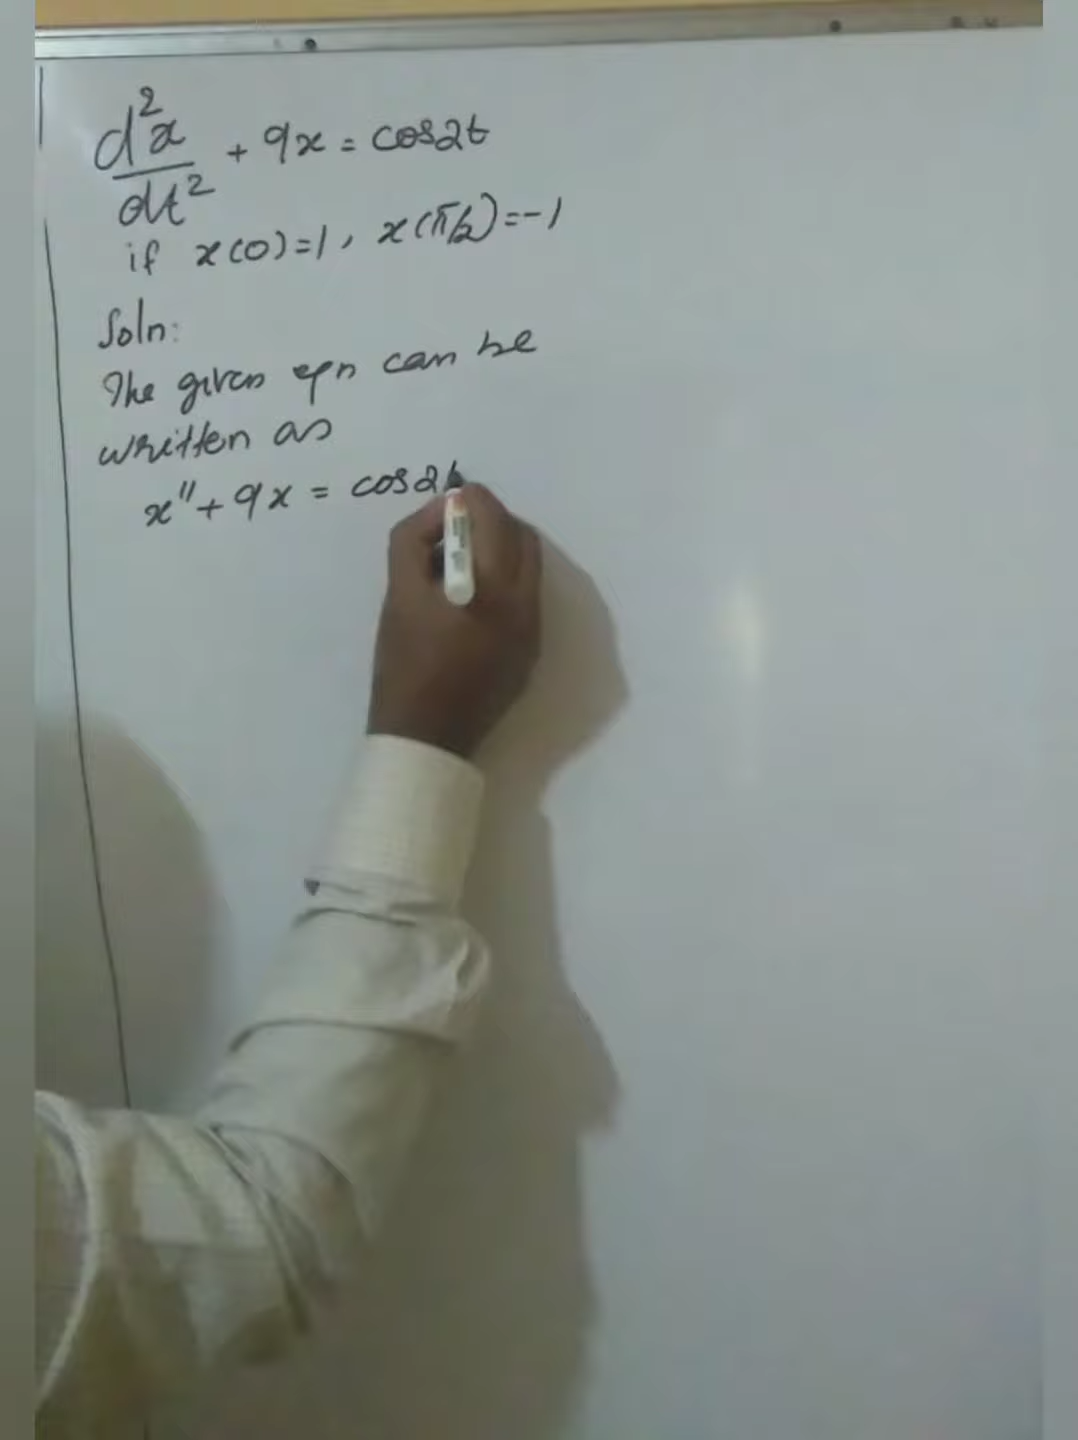 d²x/dt² + 9x = cos2t
if x(0)=1, x(π/2)=-1
Soln:
The given eqn can be
written as
x" + 9x = cos2t